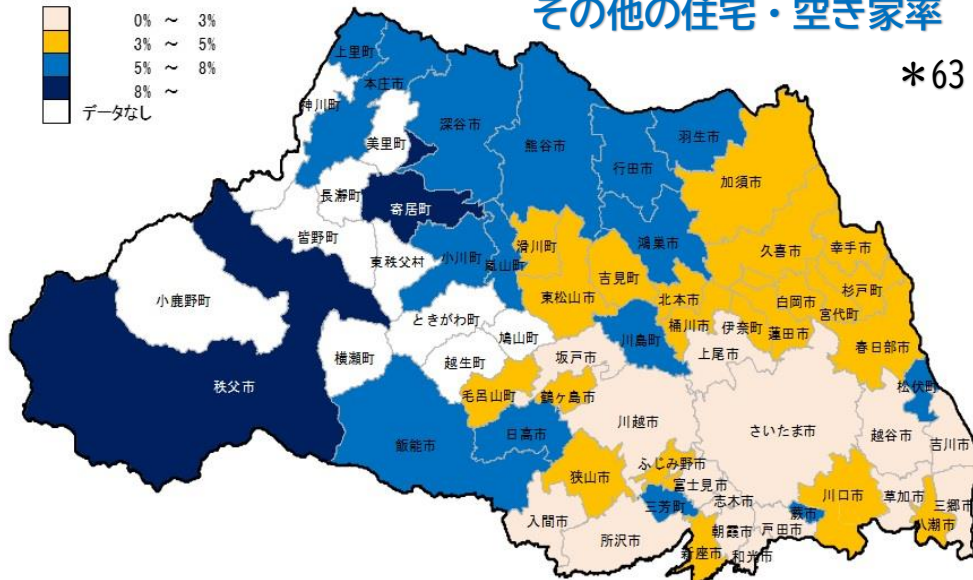 その他の住宅・空き家率
*63
0% ～ 3%
3% ～ 5%
5% ～ 8%
8% ～
データなし
上里町
本庄市
神川町
美里町
深谷市
熊谷市
行田市
羽生市
加須市
長瀞町
寄居町
皆野町
東秩父村
小川町
嵐山町
滑川町
吉見町
鴻巣市
久喜市
幸手市
小鹿野町
東松山市
北本市
白岡市
杉戸町
宮代町
ときがわ町
鳩山町
川島町
桶川市
伊奈町
蓮田市
春日部市
横瀬町
越生町
坂戸市
上尾市
秩父市
毛呂山町
鶴ヶ島市
松伏町
川越市
さいたま市
越谷市
吉川市
飯能市
日高市
狭山市
ふじみ野市
富士見市
三芳町
志木市
川口市
草加市
三郷市
入間市
所沢市
朝霞市
戸田市
蕨市
八潮市
新座市
和光市